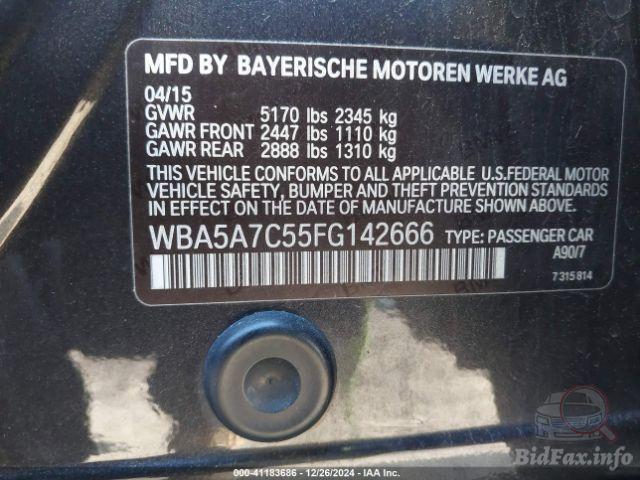 MFD BY BAYERISCHE MOTOREN WERKE AG
04/15
GVWR 5170 lbs 2345 kg
GAWR FRONT 2447 lbs 1110 kg
GAWR REAR 2888 lbs 1310 kg
THIS VEHICLE CONFORMS TO ALL APPLICABLE U.S.FEDERAL MOTOR
VEHICLE SAFETY, BUMPER AND THEFT PREVENTION STANDARDS
IN EFFECT ON THE DATE OF MANUFACTURE SHOWN ABOVE.
WBA5A7C55FG142666 TYPE: PASSENGER CAR
A90/7
7315814
000-41183686 - 12/26/2024 - IAA Inc.
BidFax.info